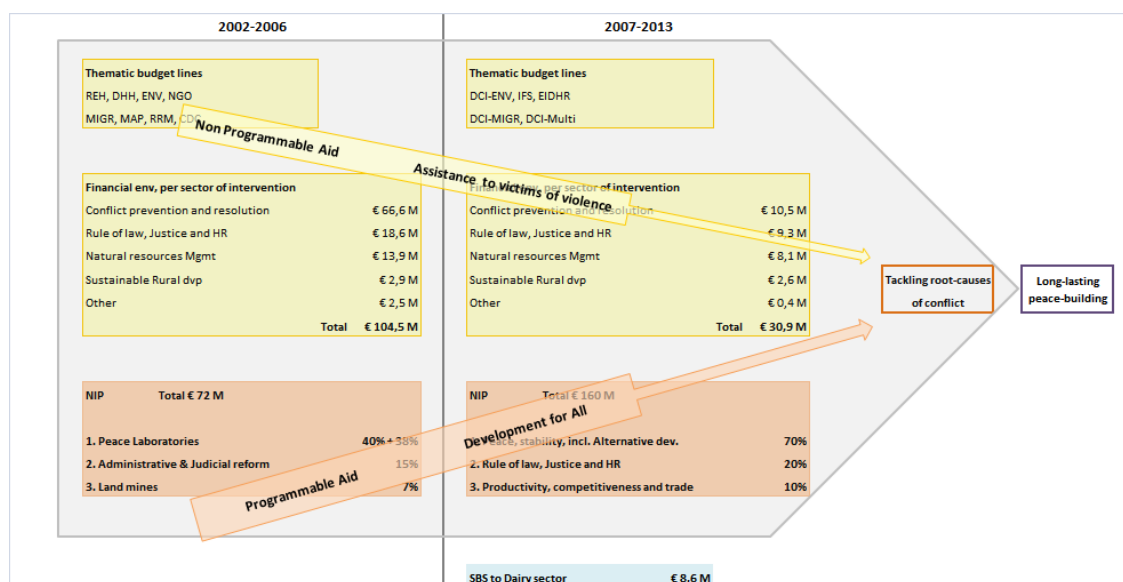 2002-2006
2007-2013
Thematic budget lines
REH, DHH, ENV, NGO
MIGR, MAP, RRM, CDC
Thematic budget lines
DCI-ENV, IFS, EIDHR
DCI-MIGR, DCI-Multi
Non Programmable Aid
Assistance to victims of violence
Financial env, per sector of intervention
Conflict prevention and resolution € 66,6 M
Rule of law, Justice and HR € 18,6 M
Natural resources Mgmt € 13,9 M
Sustainable Rural dvp € 2,9 M
Other € 2,5 M
Total € 104,5 M
Financial env, per sector of intervention
Conflict prevention and resolution € 10,5 M
Rule of law, Justice and HR € 9,3 M
Natural resources Mgmt € 8,1 M
Sustainable Rural dvp € 2,6 M
Other € 0,4 M
Total € 30,9 M
Tackling root-causes
of conflict
Long-lasting
peace-building
NIP Total € 72 M
1. Peace Laboratories 40% + 38%
2. Administrative & Judicial reform 15%
3. Land mines 7%
NIP Total € 160 M
1. Peace, stability, incl. Alternative dev. 70%
2. Rule of law, Justice and HR 20%
3. Productivity, competitiveness and trade 10%
Programmable Aid
Development for All
SBS to Dairy sector € 8,6 M